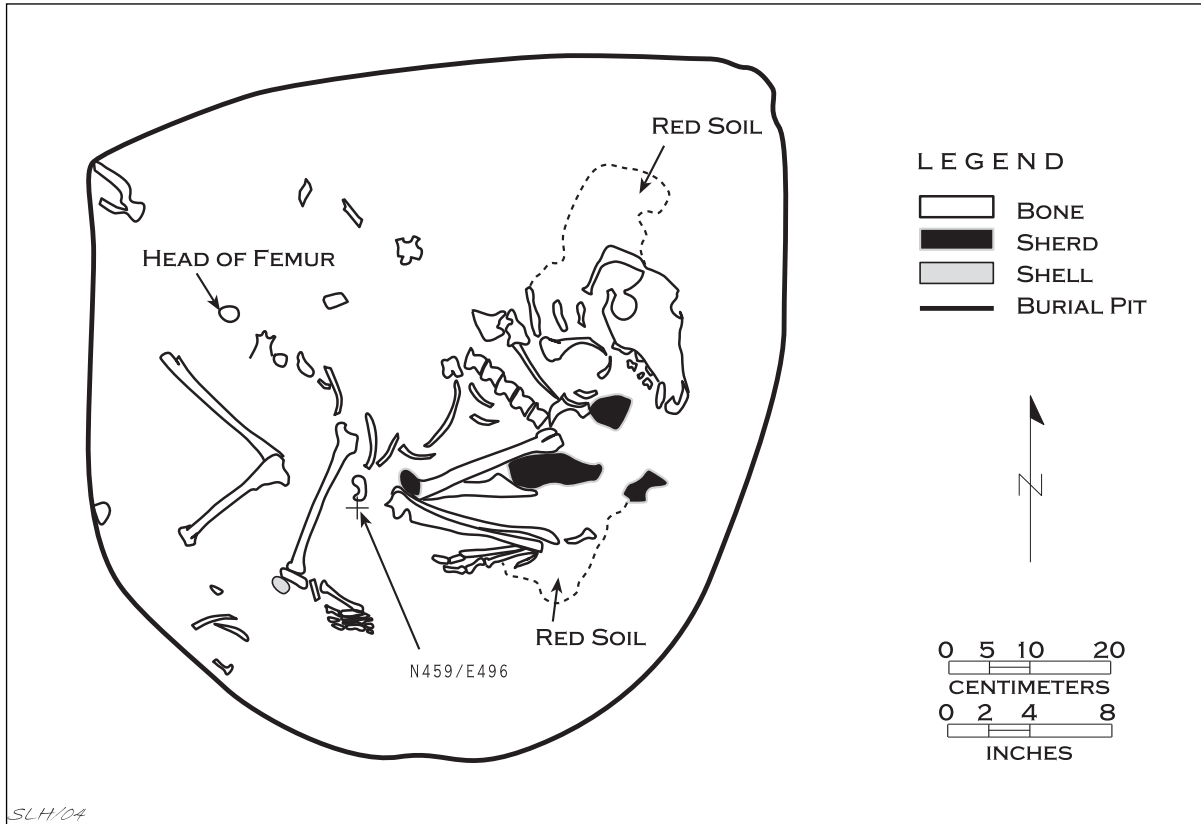 RED SOIL
HEAD OF FEMUR
RED SOIL
N459/E496
LEGEND
BONE
SHERD
SHELL
BURIAL PIT
N
0 5 10 20
CENTIMETERS
0 2 4 8
INCHES
SLH/04